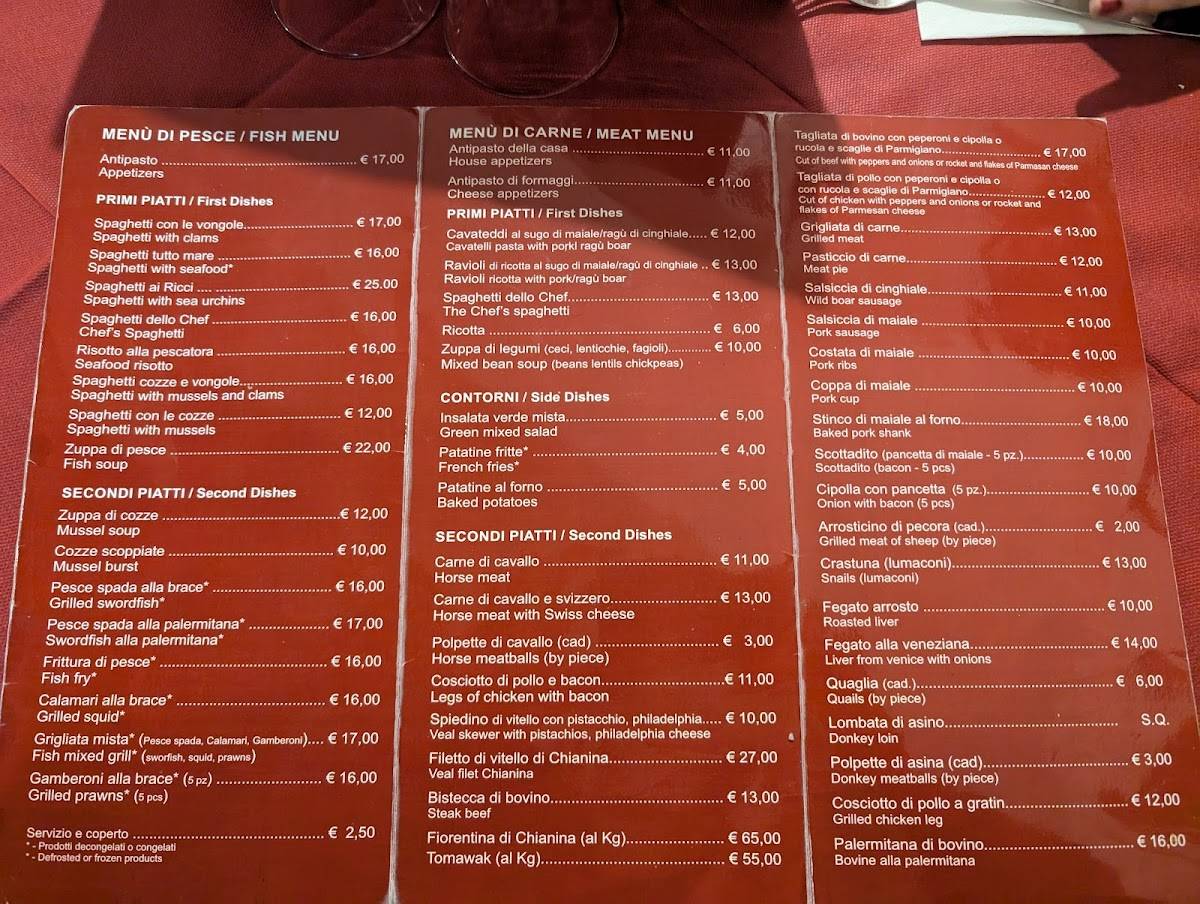 MENÙ DI PESCE / FISH MENU
Antipasto ........ € 17,00
Appetizers
PRIMI PIATTI / First Dishes
Spaghetti con le vongole........ € 17,00
Spaghetti with clams
Spaghetti tutto mare ........ € 16,00
Spaghetti with seafood*
Spaghetti ai Ricci ........ € 25.00
Spaghetti with sea urchins
Spaghetti dello Chef ........ € 16,00
Chef's Spaghetti
Risotto alla pescatora ........ € 16,00
Seafood risotto
Spaghetti cozze e vongole........ € 16,00
Spaghetti with mussels and clams
Spaghetti con le cozze ........ € 12,00
Spaghetti with mussels
Zuppa di pesce ........ € 22,00
Fish soup
SECONDI PIATTI / Second Dishes
Zuppa di cozze ........€ 12,00
Mussel soup
Cozze scoppiate ........ € 10,00
Mussel burst
Pesce spada alla brace* ........ € 16,00
Grilled swordfish*
Pesce spada alla palermitana* ........ € 17,00
Swordfish alla palermitana*
Frittura di pesce* ........ € 16,00
Fish fry*
Calamari alla brace* ........ € 16,00
Grilled squid*
Grigliata mista* (Pesce spada, Calamari, Gamberoni).... € 17,00
Fish mixed grill* (sworfish, squid, prawns)
Gamberoni alla brace* (5 pz) ........ € 16,00
Grilled prawns* (5 pcs)
Servizio e coperto ........ € 2,50
* - Prodotti decongelati o congelati
* - Defrosted or frozen products
MENÙ DI CARNE / MEAT MENU
Antipasto della casa ........ € 11,00
House appetizers
Antipasto di formaggi........ € 11,00
Cheese appetizers
PRIMI PIATTI / First Dishes
Cavateddi al sugo di maiale/ragù di cinghiale..... € 12,00
Cavatelli pasta with porkl ragù boar
Ravioli di ricotta al sugo di maiale/ragù di cinghiale .. € 13,00
Ravioli ricotta with pork/ragù boar
Spaghetti dello Chef........ € 13,00
The Chef's spaghetti
Ricotta ........ € 6,00
Zuppa di legumi (ceci, lenticchie, fagioli)........ € 10,00
Mixed bean soup (beans lentils chickpeas)
CONTORNI / Side Dishes
Insalata verde mista........ € 5,00
Green mixed salad
Patatine fritte* ........ € 4,00
French fries*
Patatine al forno ........ € 5,00
Baked potatoes
SECONDI PIATTI / Second Dishes
Carne di cavallo ........ € 11,00
Horse meat
Carne di cavallo e svizzero........ € 13,00
Horse meat with Swiss cheese
Polpette di cavallo (cad) ........ € 3,00
Horse meatballs (by piece)
Cosciotto di pollo e bacon........€ 11,00
Legs of chicken with bacon
Spiedino di vitello con pistacchio, philadelphia..... € 10,00
Veal skewer with pistachios, philadelphia cheese
Filetto di vitello di Chianina........ € 27,00
Veal filet Chianina
Bistecca di bovino........ € 13,00
Steak beef
Fiorentina di Chianina (al Kg)........ € 65,00
Tomawak (al Kg)........ € 55,00
Tagliata di bovino con peperoni e cipolla o
rucola e scaglie di Parmigiano........ € 17,00
Cut of beef with peppers and onions or rocket and flakes of Parmasan cheese
Tagliata di pollo con peperoni e cipolla o
con rucola e scaglie di Parmigiano........ € 12,00
Cut of chicken with peppers and onions or rocket and
flakes of Parmesan cheese
Grigliata di carne........ € 13,00
Grilled meat
Pasticcio di carne........ € 12,00
Meat pie
Salsiccia di cinghiale........ € 11,00
Wild boar sausage
Salsiccia di maiale ........ € 10,00
Pork sausage
Costata di maiale ........ € 10,00
Pork ribs
Coppa di maiale ........ € 10,00
Pork cup
Stinco di maiale al forno........ € 18,00
Baked pork shank
Scottadito (pancetta di maiale - 5 pz.)........ € 10,00
Scottadito (bacon - 5 pcs)
Cipolla con pancetta (5 pz.)........ € 10,00
Onion with bacon (5 pcs)
Arrosticino di pecora (cad.)........ € 2,00
Grilled meat of sheep (by piece)
Crastuna (lumaconi)........ € 13,00
Snails (lumaconi)
Fegato arrosto ........ € 10,00
Roasted liver
Fegato alla veneziana........ € 14,00
Liver from venice with onions
Quaglia (cad.)........ € 6,00
Quails (by piece)
Lombata di asino........ S.Q.
Donkey loin
Polpette di asina (cad)........ € 3,00
Donkey meatballs (by piece)
Cosciotto di pollo a gratin........ € 12,00
Grilled chicken leg
Palermitana di bovino........ € 16,00
Bovine alla palermitana